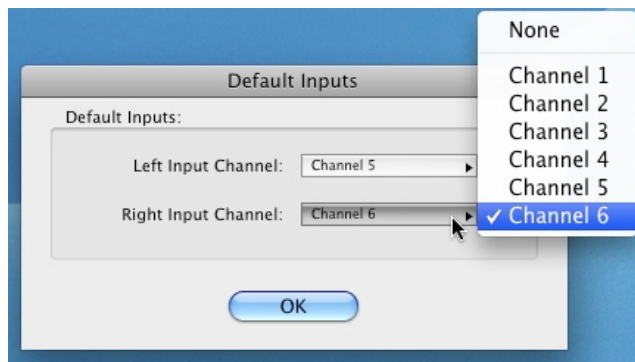 Default Inputs
Default Inputs:
Left Input Channel: Channel 5
Right Input Channel: Channel 6
OK
None
Channel 1
Channel 2
Channel 3
Channel 4
Channel 5
✓ Channel 6